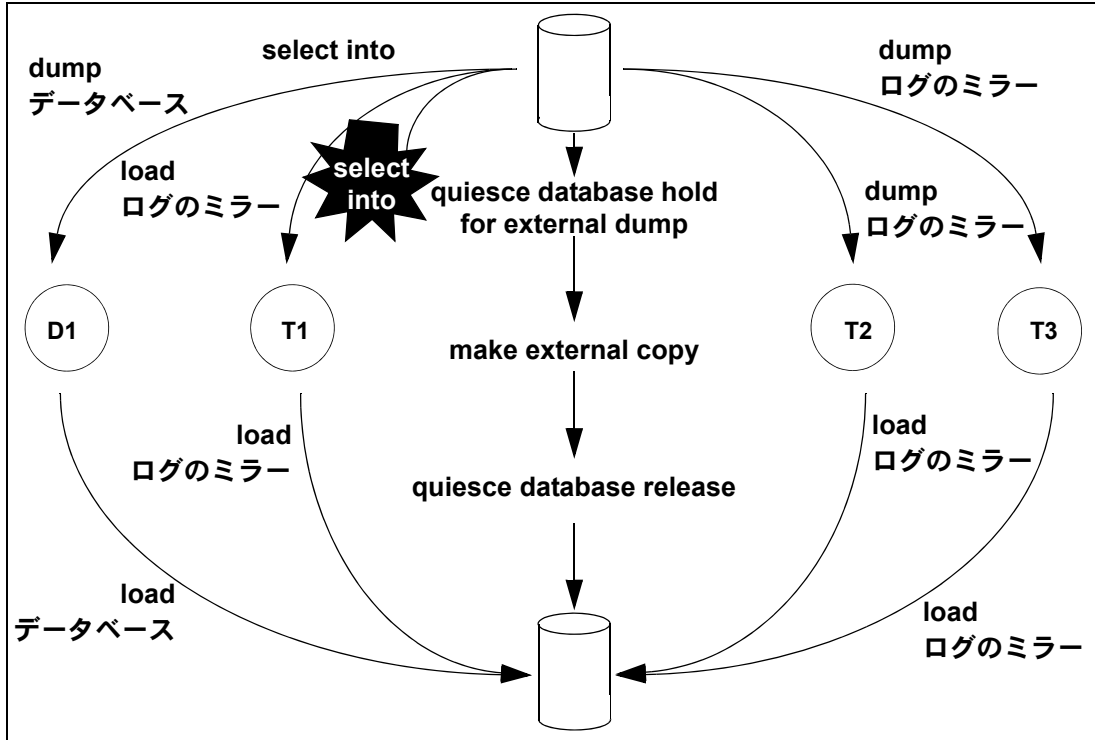 select into
dump
データベース
dump
ログのミラー
load
ログのミラー
select
into
quiesce database hold
for external dump
dump
ログのミラー
D1
T1
T2
T3
make external copy
load
ログのミラー
load
ログのミラー
quiesce database release
load
データベース
load
ログのミラー